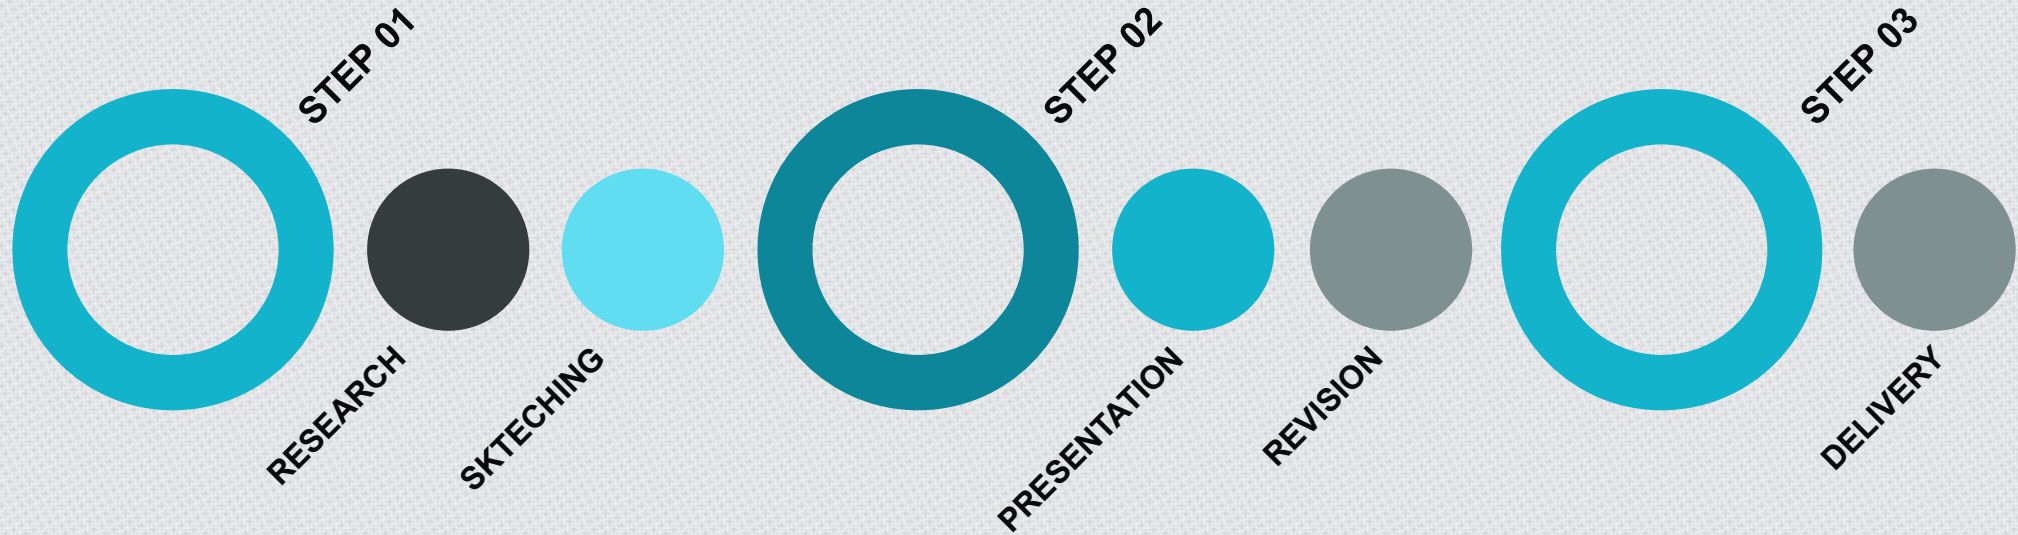 STEP 01
RESEARCH
SKTECHING
STEP 02
PRESENTATION
REVISION
STEP 03
DELIVERY